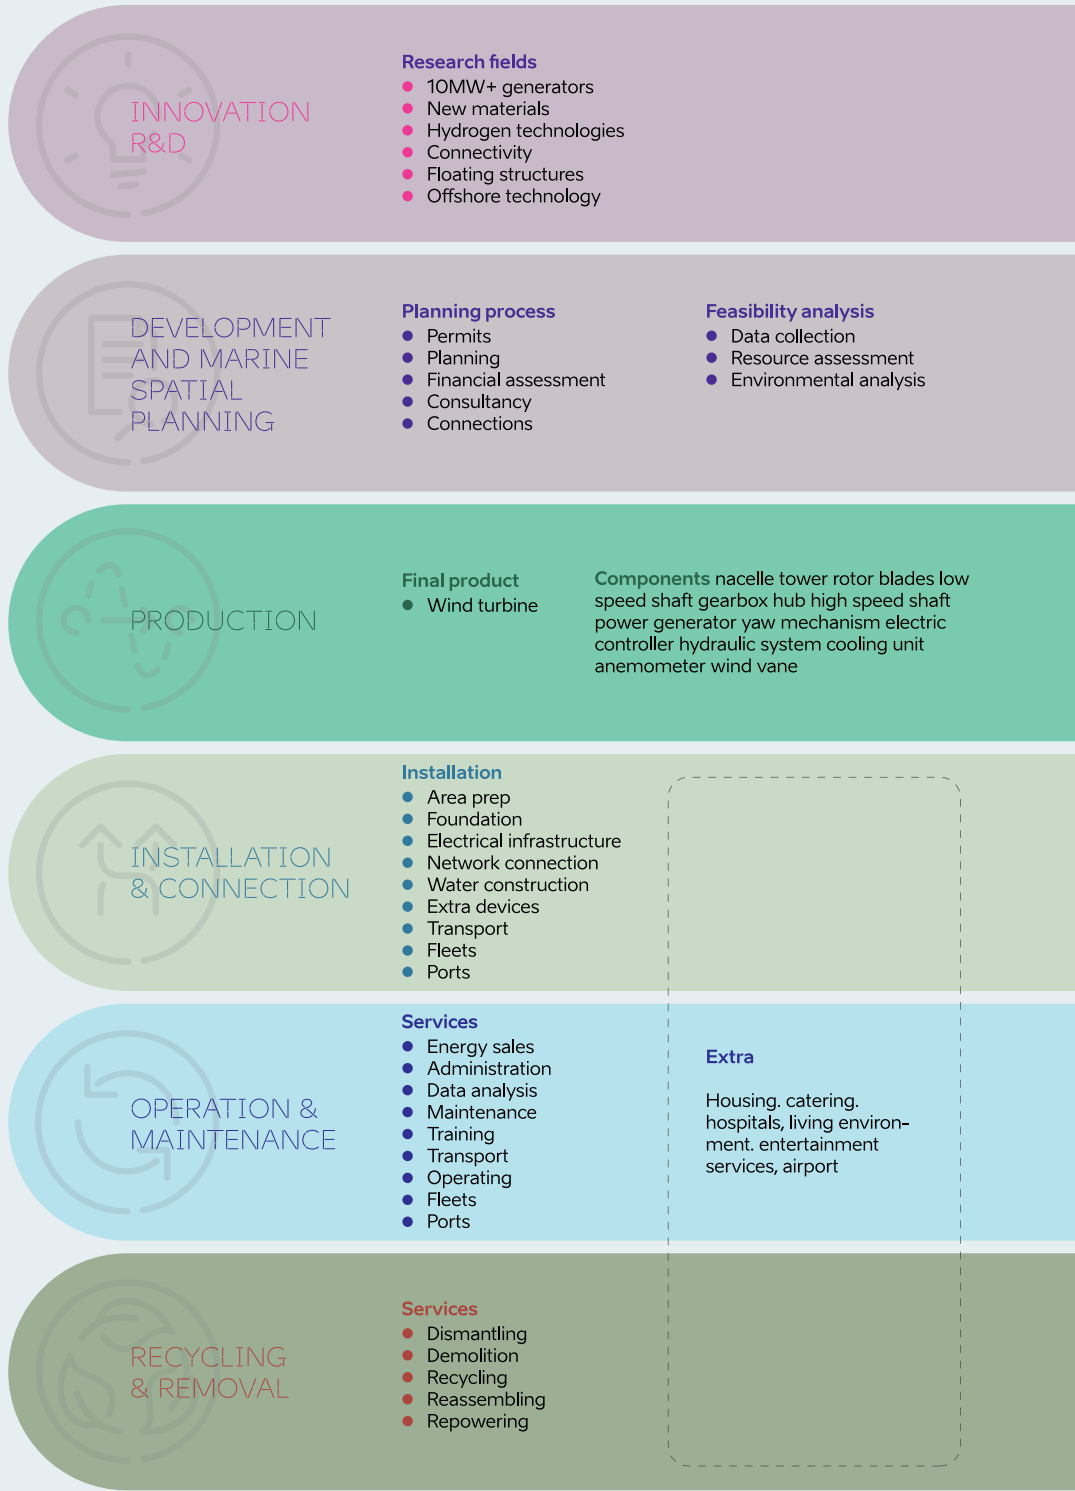 INNOVATION
R&D
Research fields
10MW+ generators
New materials
Hydrogen technologies
Connectivity
Floating structures
Offshore technology
DEVELOPMENT
AND MARINE
SPATIAL
PLANNING
Planning process
Permits
Planning
Financial assessment
Consultancy
Connections
Feasibility analysis
Data collection
Resource assessment
Environmental analysis
PRODUCTION
Final product
Wind turbine
Components nacelle tower rotor blades low
speed shaft gearbox hub high speed shaft
power generator yaw mechanism electric
controller hydraulic system cooling unit
anemometer wind vane
INSTALLATION
& CONNECTION
Installation
Area prep
Foundation
Electrical infrastructure
Network connection
Water construction
Extra devices
Transport
Fleets
Ports
OPERATION &
MAINTENANCE
Services
Energy sales
Administration
Data analysis
Maintenance
Training
Transport
Operating
Fleets
Ports
Extra
Housing. catering.
hospitals, living environ-
ment. entertainment
services, airport
RECYCLING
& REMOVAL
Services
Dismantling
Demolition
Recycling
Reassembling
Repowering